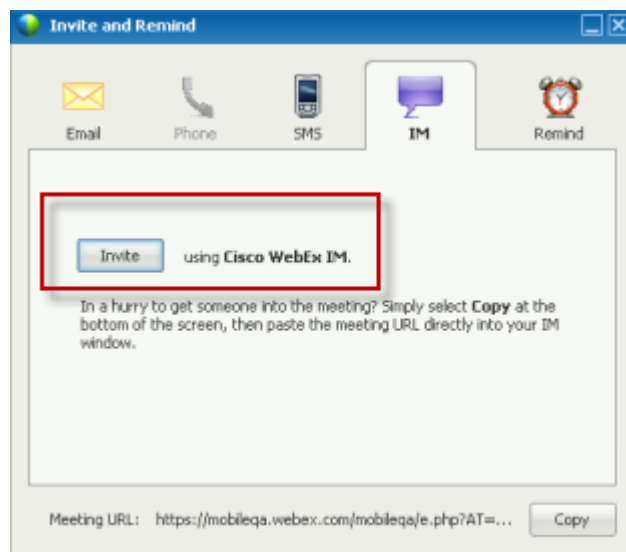 Invite and Remind
Email
Phone
SMS
IM
Remind
Invite using Cisco WebEx IM.
In a hurry to get someone into the meeting? Simply select Copy at the
bottom of the screen, then paste the meeting URL directly into your IM
window.
Meeting URL: https://mobileqa.webex.com/mobileqa/e.php?AT=... Copy